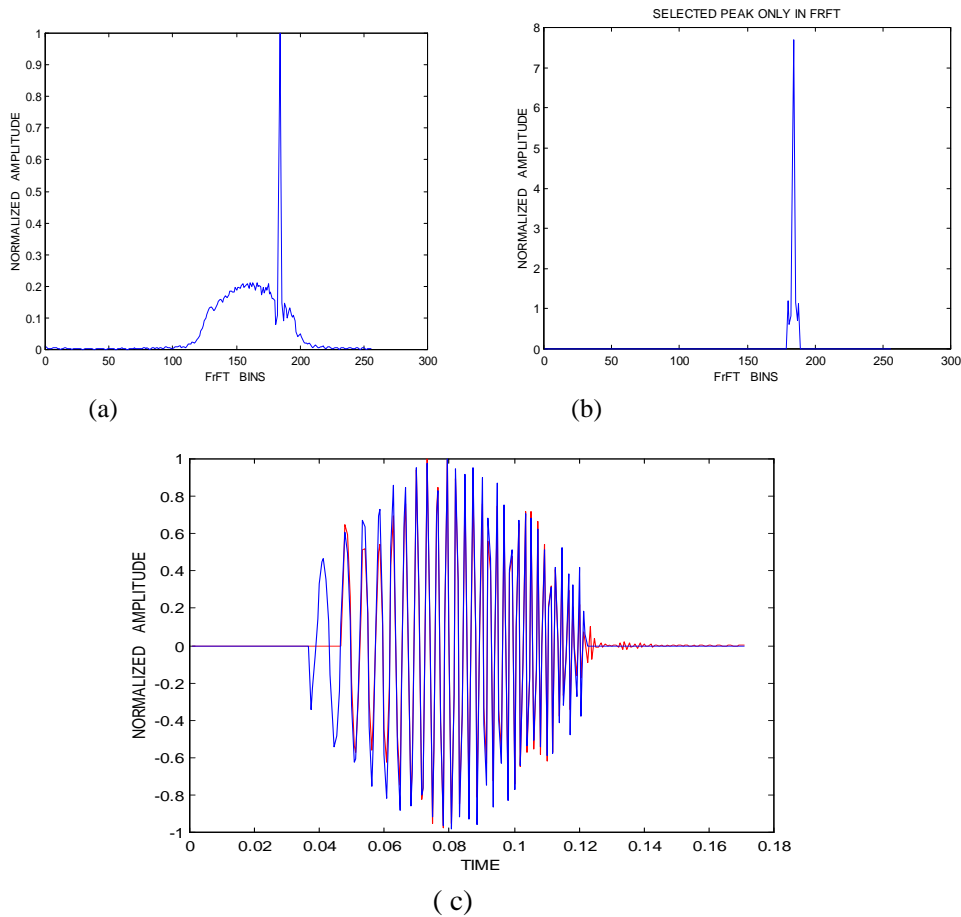 SELECTED PEAK ONLY IN FRFT
1
0.9
0.8
0.7
0.6
0.5
0.4
0.3
0.2
0.1
0
NORMALIZED AMPLITUDE
0 50 100 150 200 250 300
FrFT BINS
(a)
8
7
6
5
4
3
2
1
0
NORMALIZED AMPLITUDE
0 50 100 150 200 250 300
FrFT BINS
(b)
1
0.8
0.6
0.4
0.2
0
-0.2
-0.4
-0.6
-0.8
-1
NORMALIZED AMPLITUDE
0 0.02 0.04 0.06 0.08 0.1 0.12 0.14 0.16 0.18
TIME
( c)